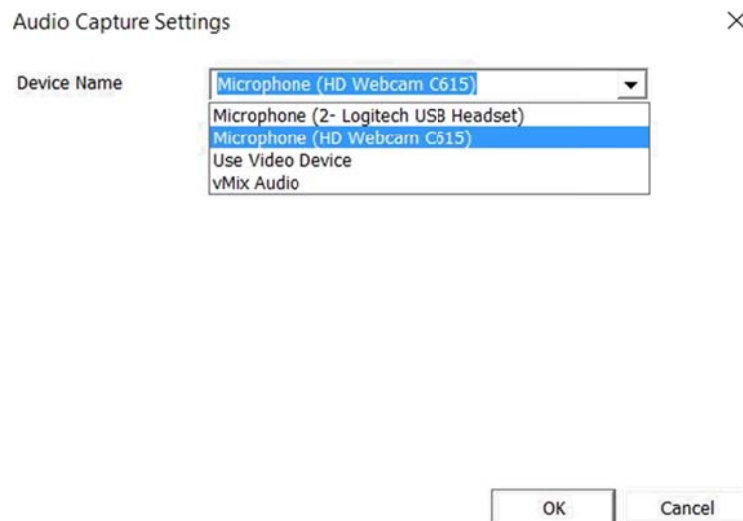 Audio Capture Settings
Device Name
Microphone (HD Webcam C615)
Microphone (2- Logitech USB Headset)
Microphone (HD Webcam C615)
Use Video Device
vMix Audio
OK
Cancel